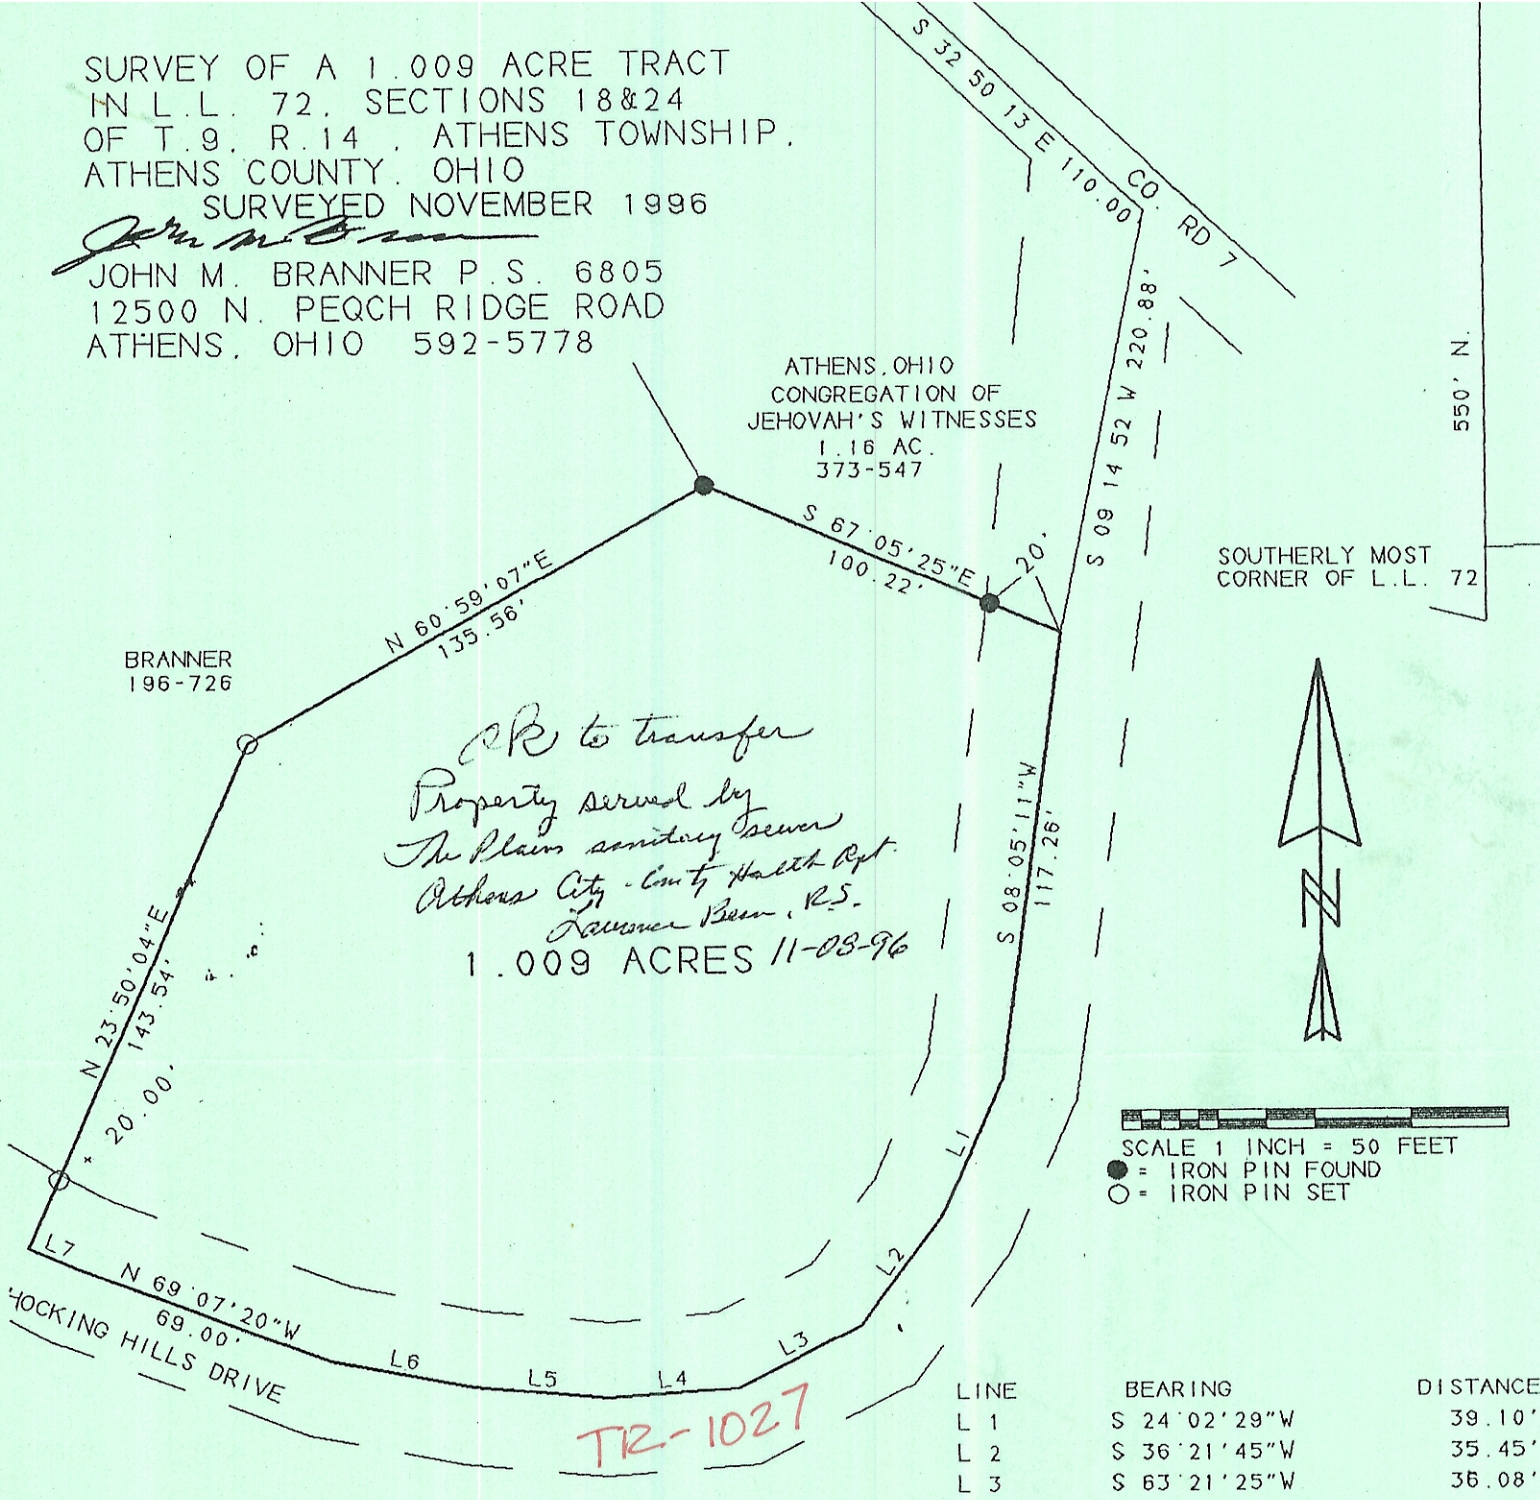 SURVEY OF A 1.009 ACRE TRACT
IN L.L. 72, SECTIONS 18&24
OF T.9, R.14, ATHENS TOWNSHIP,
ATHENS COUNTY, OHIO
SURVEYED NOVEMBER 1996
JOHN M. BRANNER P.S. 6805
12500 N. PEQCH RIDGE ROAD
ATHENS, OHIO 592-5778
S 32 50 13 E 110.00
CO. RD 7
S 09 14 52 W 220.88'
550' N.
ATHENS, OHIO
CONGREGATION OF
JEHOVAH'S WITNESSES
1.16 AC.
373-547
S 67°05'25"E
100.22'
20'
SOUTHERLY MOST
CORNER OF L.L. 72
N 60°59'07"E
135.56'
BRANNER
196-726
OK to transfer
Property served by
The Plains sanitary sewer
Athens City-County Health Dpt.
R.S.
1.009 ACRES 11-08-96
S 08°05'11"W
117.26'
N
N 23°50'04"E
143.54'
20.00'
SCALE 1 INCH = 50 FEET
= IRON PIN FOUND
= IRON PIN SET
L1
L2
L3
L4
L5
L6
L7
N 69°07'20"W
69.00'
HOCKING HILLS DRIVE
TR-1027
LINE BEARING DISTANCE
L 1 S 24°02'29"W 39.10'
L 2 S 36°21'45"W 35.45'
L 3 S 63°21'25"W 36.08'